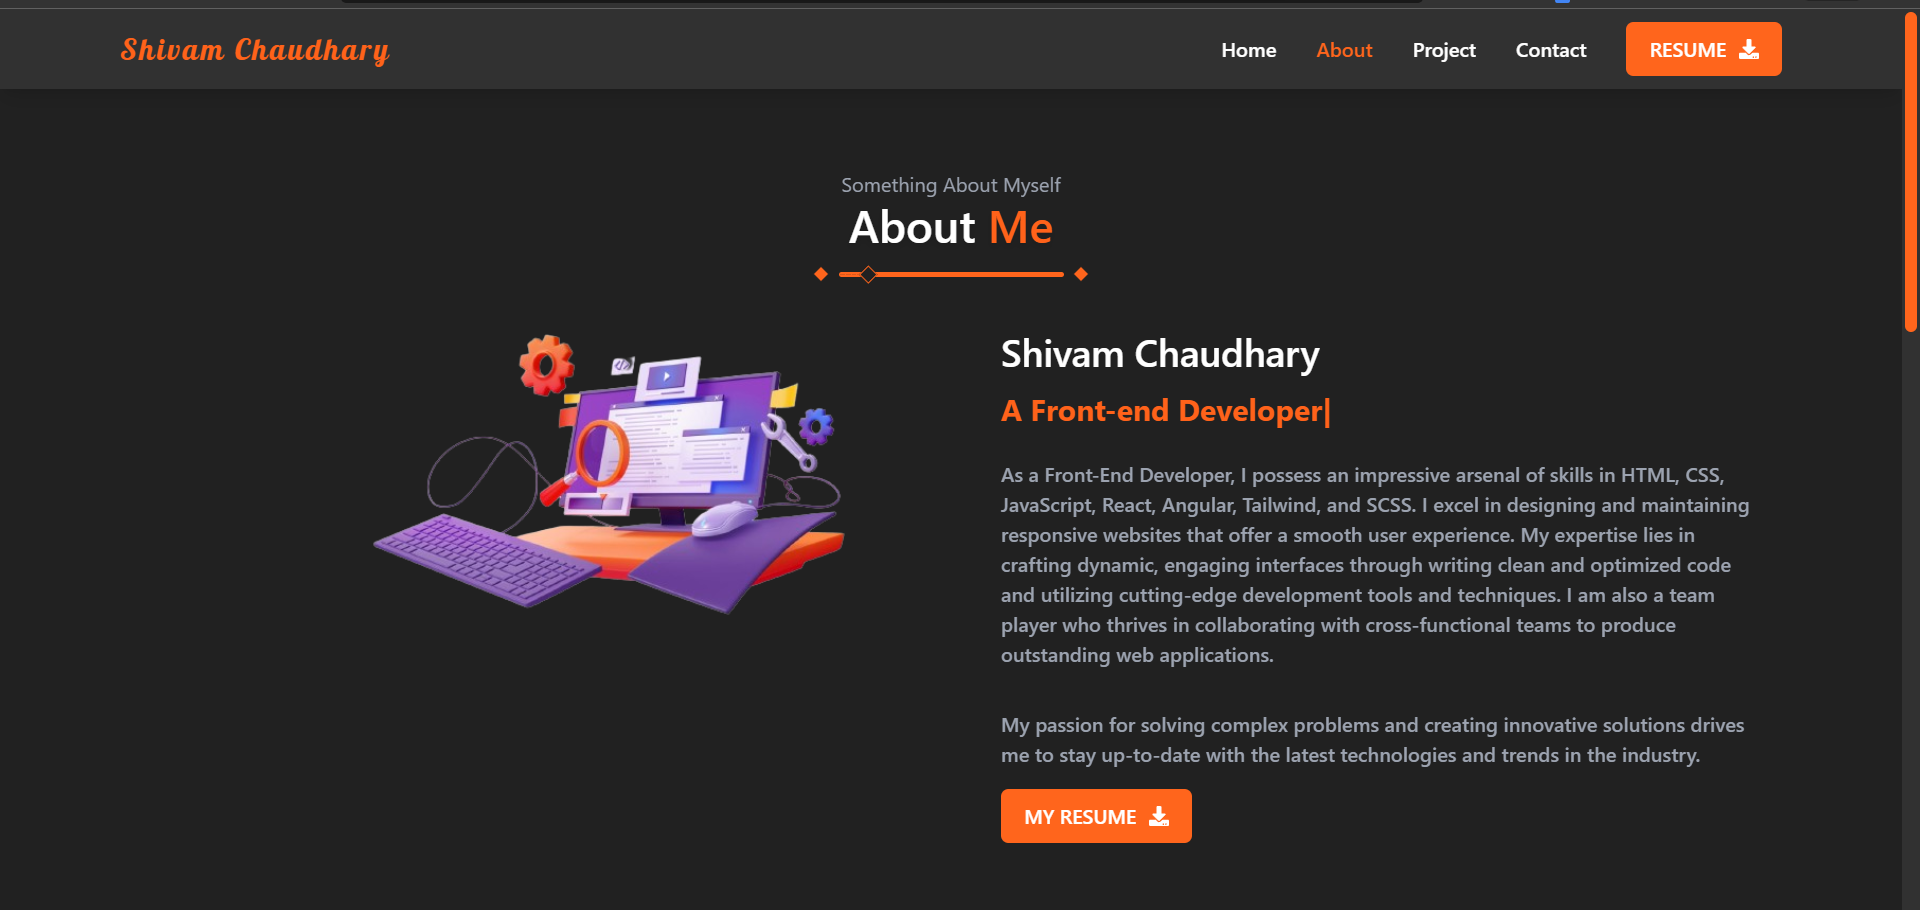 Shivam Chaudhary
Home
About
Project
Contact
RESUME
Something About Myself
About Me
Shivam Chaudhary
A Front-end Developer|
As a Front-End Developer, I possess an impressive arsenal of skills in HTML, CSS,
JavaScript, React, Angular, Tailwind, and SCSS. I excel in designing and maintaining
responsive websites that offer a smooth user experience. My expertise lies in
crafting dynamic, engaging interfaces through writing clean and optimized code
and utilizing cutting-edge development tools and techniques. I am also a team
player who thrives in collaborating with cross-functional teams to produce
outstanding web applications.
My passion for solving complex problems and creating innovative solutions drives
me to stay up-to-date with the latest technologies and trends in the industry.
MY RESUME